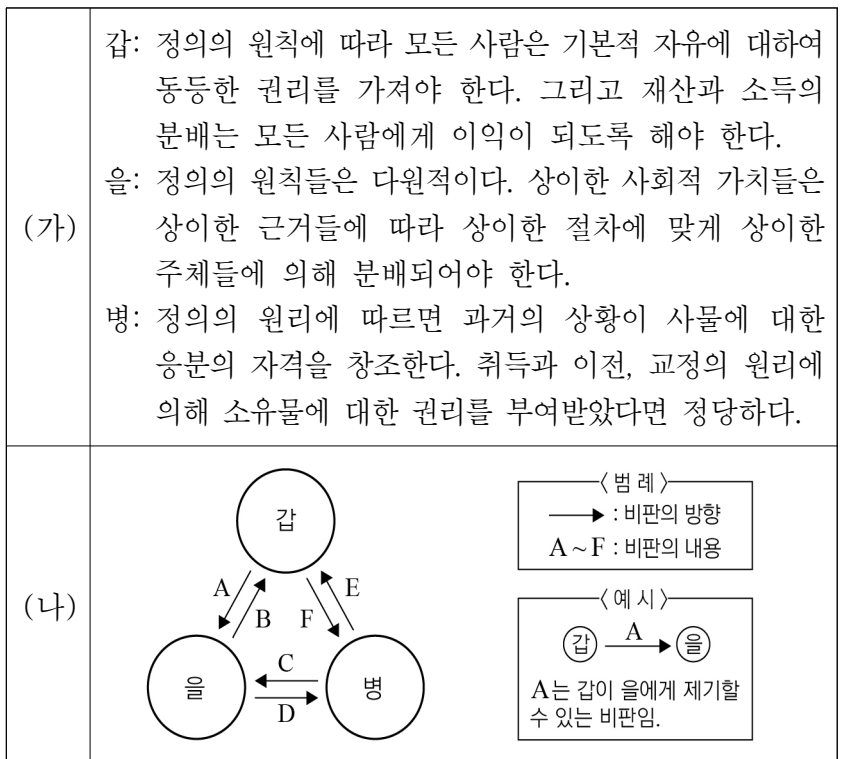 (가)
갑: 정의의 원칙에 따라 모든 사람은 기본적 자유에 대하여
동등한 권리를 가져야 한다. 그리고 재산과 소득의
분배는 모든 사람에게 이익이 되도록 해야 한다.
을: 정의의 원칙들은 다원적이다. 상이한 사회적 가치들은
상이한 근거들에 따라 상이한 절차에 맞게 상이한
주체들에 의해 분배되어야 한다.
병: 정의의 원리에 따르면 과거의 상황이 사물에 대한
응분의 자격을 창조한다. 취득과 이전, 교정의 원리에
의해 소유물에 대한 권리를 부여받았다면 정당하다.
(나)
갑
A
B
F
E
을
C
D
병
〈범 례〉
: 비판의 방향
A~F : 비판의 내용
〈예 시〉
갑 A 을
A는 갑이 을에게 제기할
수 있는 비판임.